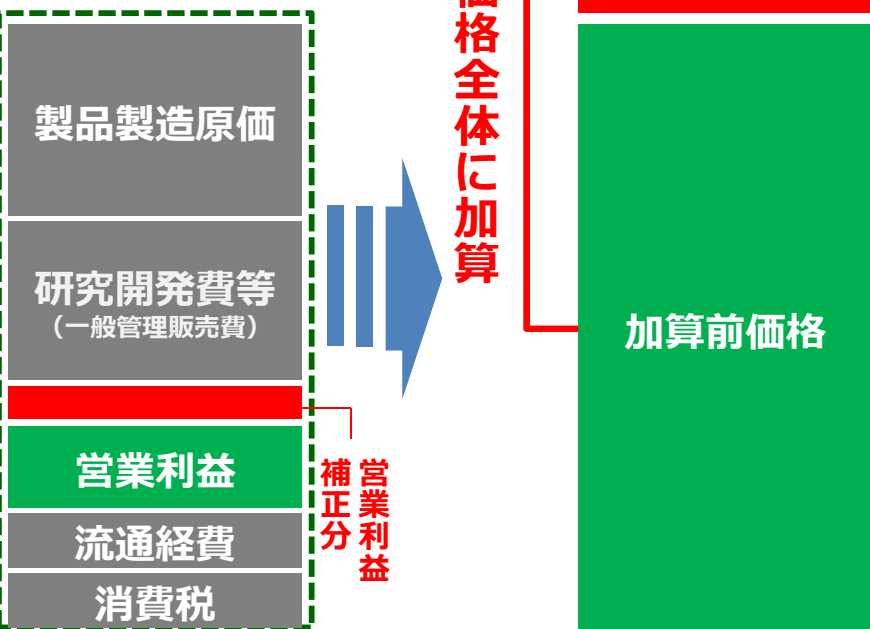 製品製造原価
研究開発費等
（一般管理販売費）
営業利益
流通経費
消費税
営業利益
補正分
格全体に加算
加算前価格